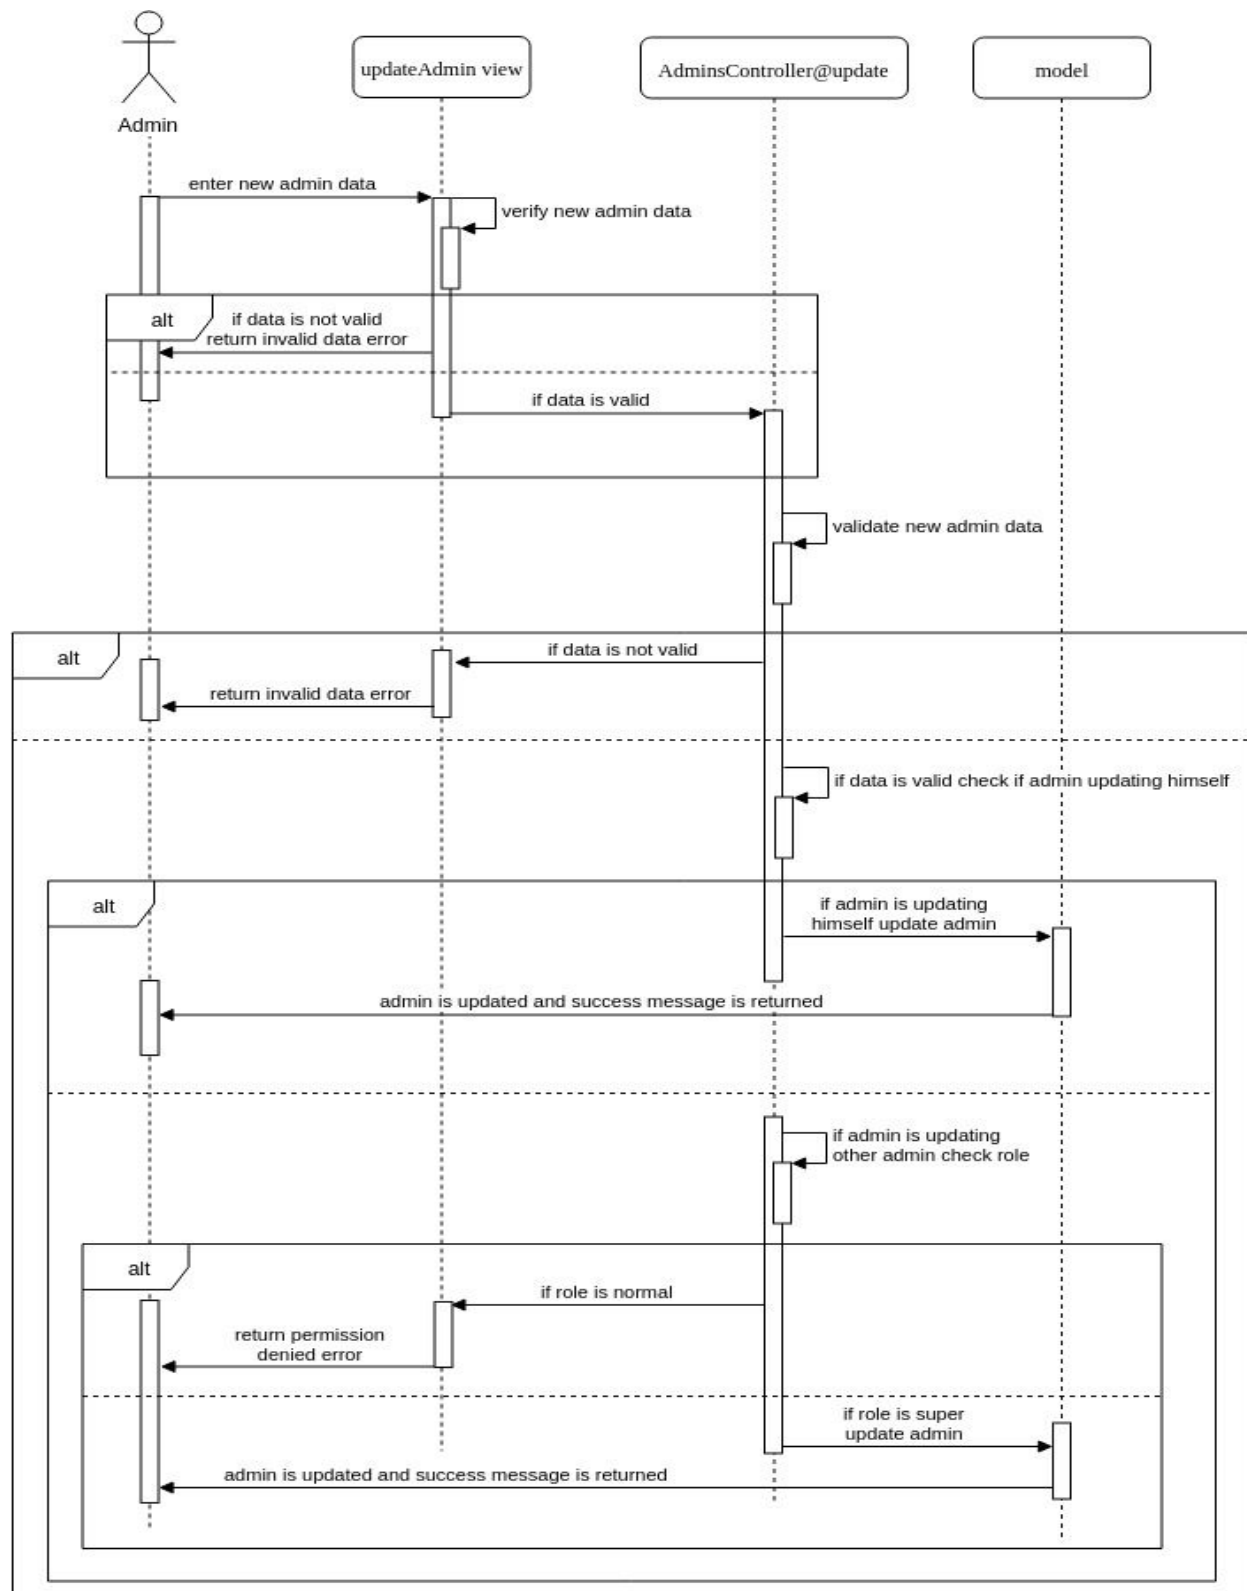 updateAdmin view
AdminsController@update
model
Admin
enter new admin data
verify new admin data
alt
if data is not valid
return invalid data error
if data is valid
validate new admin data
alt
if data is not valid
return invalid data error
if data is valid check if admin updating himself
alt
if admin is updating
himself update admin
admin is updated and success message is returned
if admin is updating
other admin check role
alt
if role is normal
return permission
denied error
if role is super
update admin
admin is updated and success message is returned